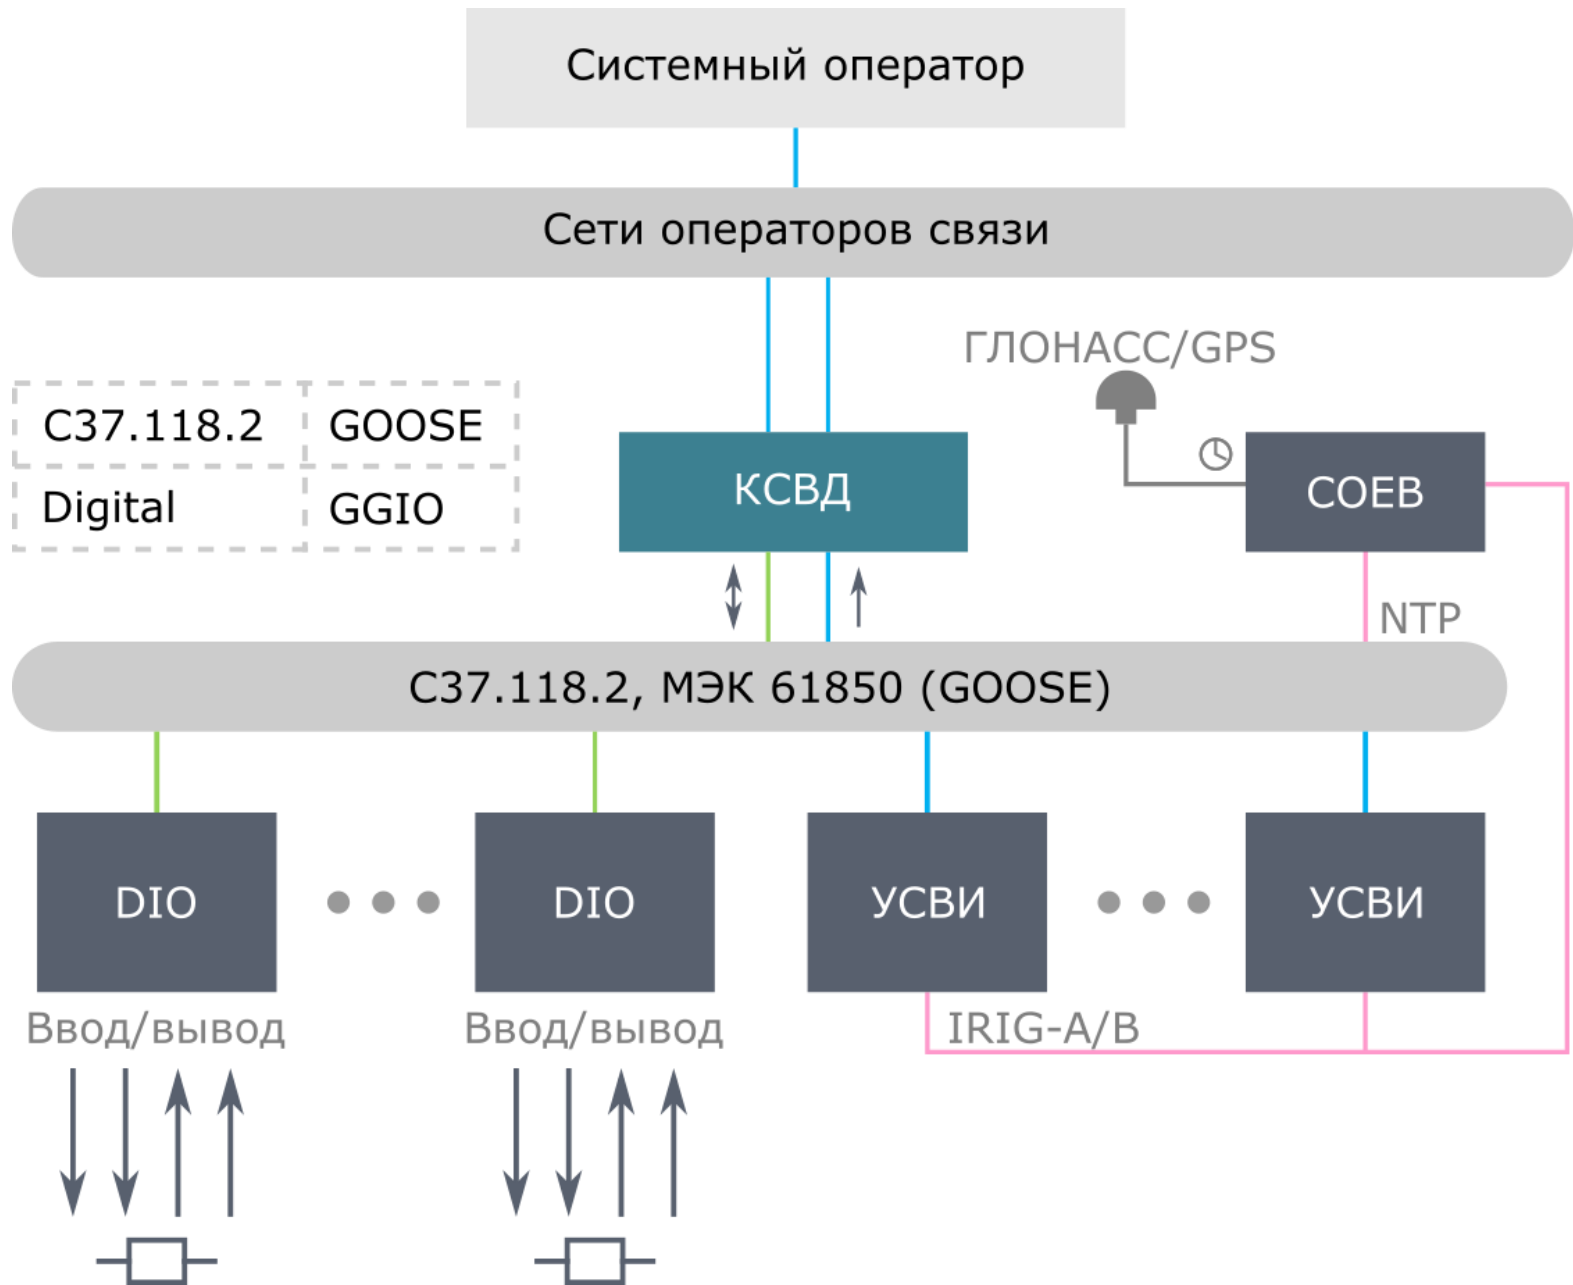 Системный оператор
Сети операторов связи
ГЛОНАСС/GPS
C37.118.2 GOOSE
Digital GGIO
КСВД
СОЕВ
NTP
C37.118.2, МЭК 61850 (GOOSE)
DIO DIO УСВИ УСВИ
Ввод/вывод Ввод/вывод IRIG-A/B